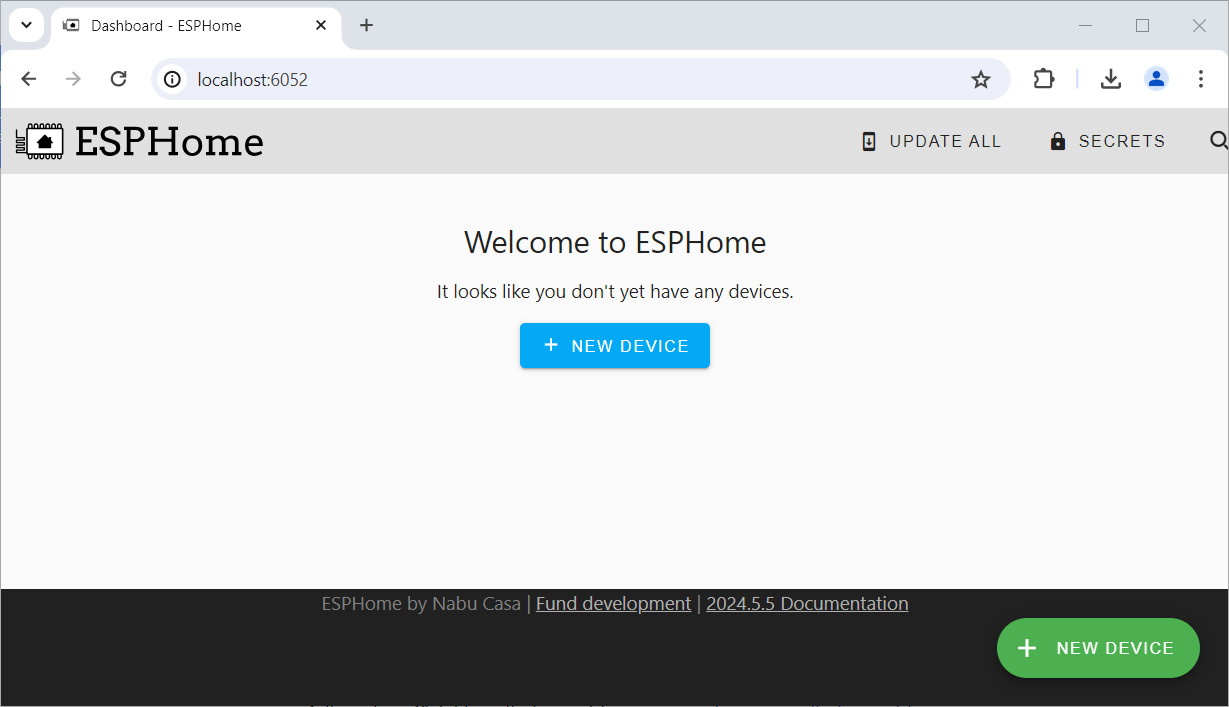 Dashboard - ESPHome
localhost:6052
ESPHome
UPDATE ALL
SECRETS
Welcome to ESPHome
It looks like you don't yet have any devices.
NEW DEVICE
ESPHome by Nabu Casa | Fund development | 2024.5.5 Documentation
NEW DEVICE